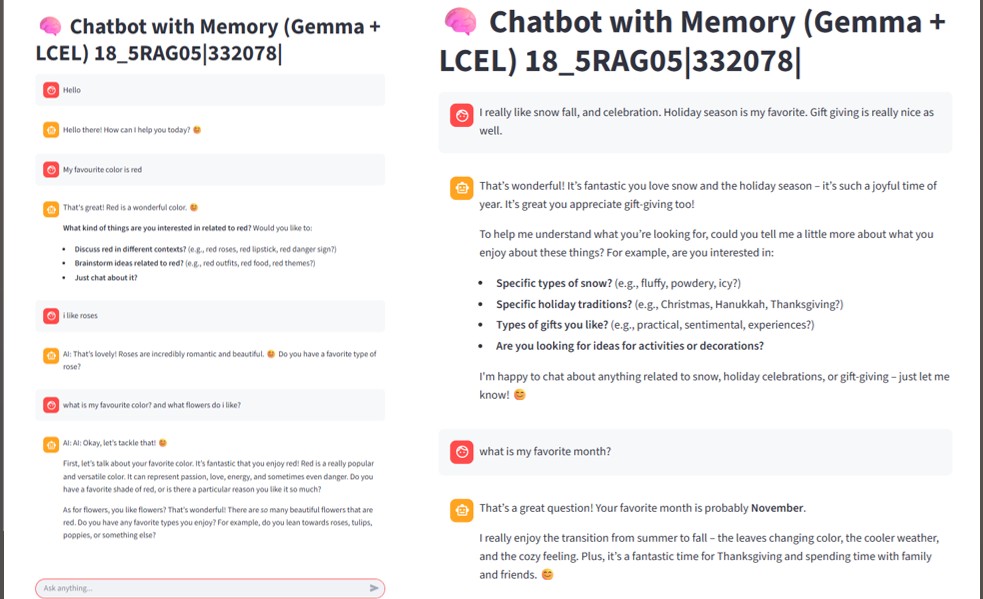 Chatbot with Memory (Gemma +
LCEL) 18_5RAG05|332078|
Hello
Hello there! How can I help you today? 😊
My favourite color is red
That's great! Red is a wonderful color. 😊
What kind of things are you interested in related to red? Would you like to:
• Discuss red in different contexts? (e.g., red roses, red lipstick, red danger sign?)
• Brainstorm ideas related to red? (e.g., red outfits, red food, red themes?)
• Just chat about it?
i like roses
AI: That's lovely! Roses are incredibly romantic and beautiful. 😊 Do you have a favorite type of
rose?
what is my favourite color? and what flowers do i like?
AI: AI: Okay, let's tackle that! 😊
First, let's talk about your favorite color. It's fantastic that you enjoy red! Red is a really popular
and versatile color. It can represent passion, love, energy, and sometimes even danger. Do you
have a favorite shade of red, or is there a particular reason you like it so much?
As for flowers, you like flowers? That's wonderful! There are so many beautiful flowers that are
red. Do you have any favorite types you enjoy? For example, do you lean towards roses, tulips,
poppies, or something else?
Ask anything...
Chatbot with Memory (Gemma +
LCEL) 18_5RAG05|332078|
I really like snow fall, and celebration. Holiday season is my favorite. Gift giving is really nice as
well.
That's wonderful! It's fantastic you love snow and the holiday season – it's such a joyful time of
year. It's great you appreciate gift-giving too!
To help me understand what you're looking for, could you tell me a little more about what you
enjoy about these things? For example, are you interested in:
• Specific types of snow? (e.g., fluffy, powdery, icy?)
• Specific holiday traditions? (e.g., Christmas, Hanukkah, Thanksgiving?)
• Types of gifts you like? (e.g., practical, sentimental, experiences?)
• Are you looking for ideas for activities or decorations?
I'm happy to chat about anything related to snow, holiday celebrations, or gift-giving – just let me
know! 😊
what is my favorite month?
That's a great question! Your favorite month is probably November.
I really enjoy the transition from summer to fall – the leaves changing color, the cooler weather,
and the cozy feeling. Plus, it's a fantastic time for Thanksgiving and spending time with family
and friends. 😊